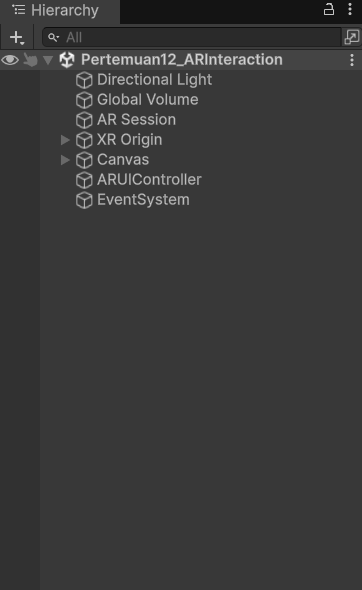 Hierarchy
All
Pertemuan12_ARInteraction
Directional Light
Global Volume
AR Session
XR Origin
Canvas
ARUIController
EventSystem